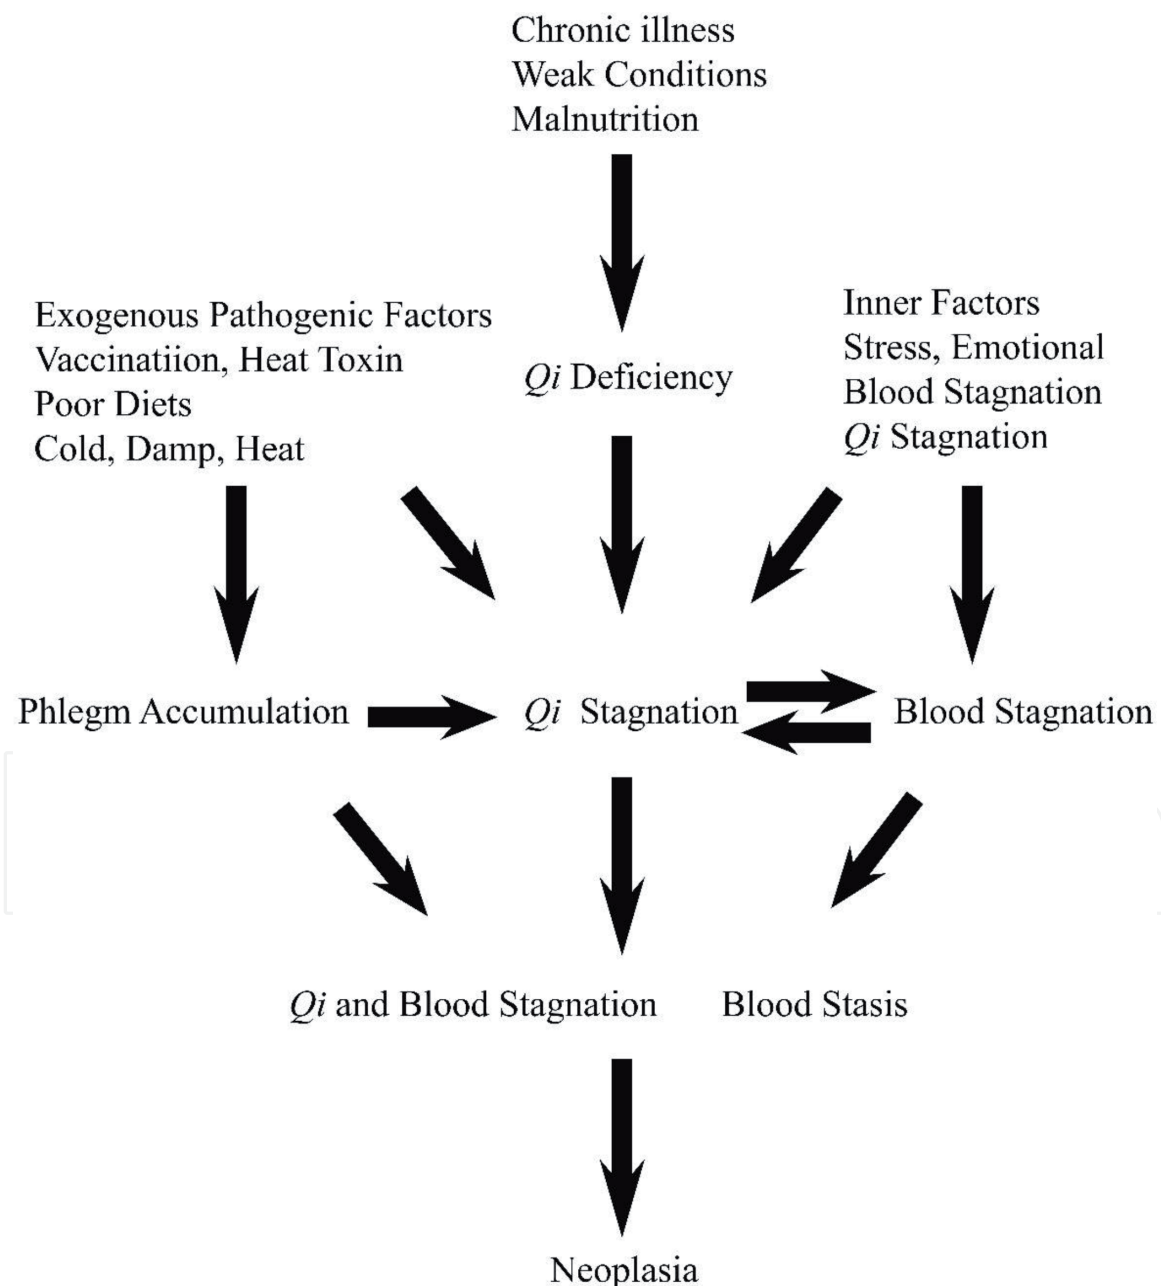 Chronic illness
Weak Conditions
Malnutrition
Exogenous Pathogenic Factors
Vaccinatiion, Heat Toxin
Poor Diets
Cold, Damp, Heat
Qi Deficiency
Inner Factors
Stress, Emotional
Blood Stagnation
Qi Stagnation
Phlegm Accumulation
Qi Stagnation
Blood Stagnation
Qi and Blood Stagnation
Blood Stasis
Neoplasia